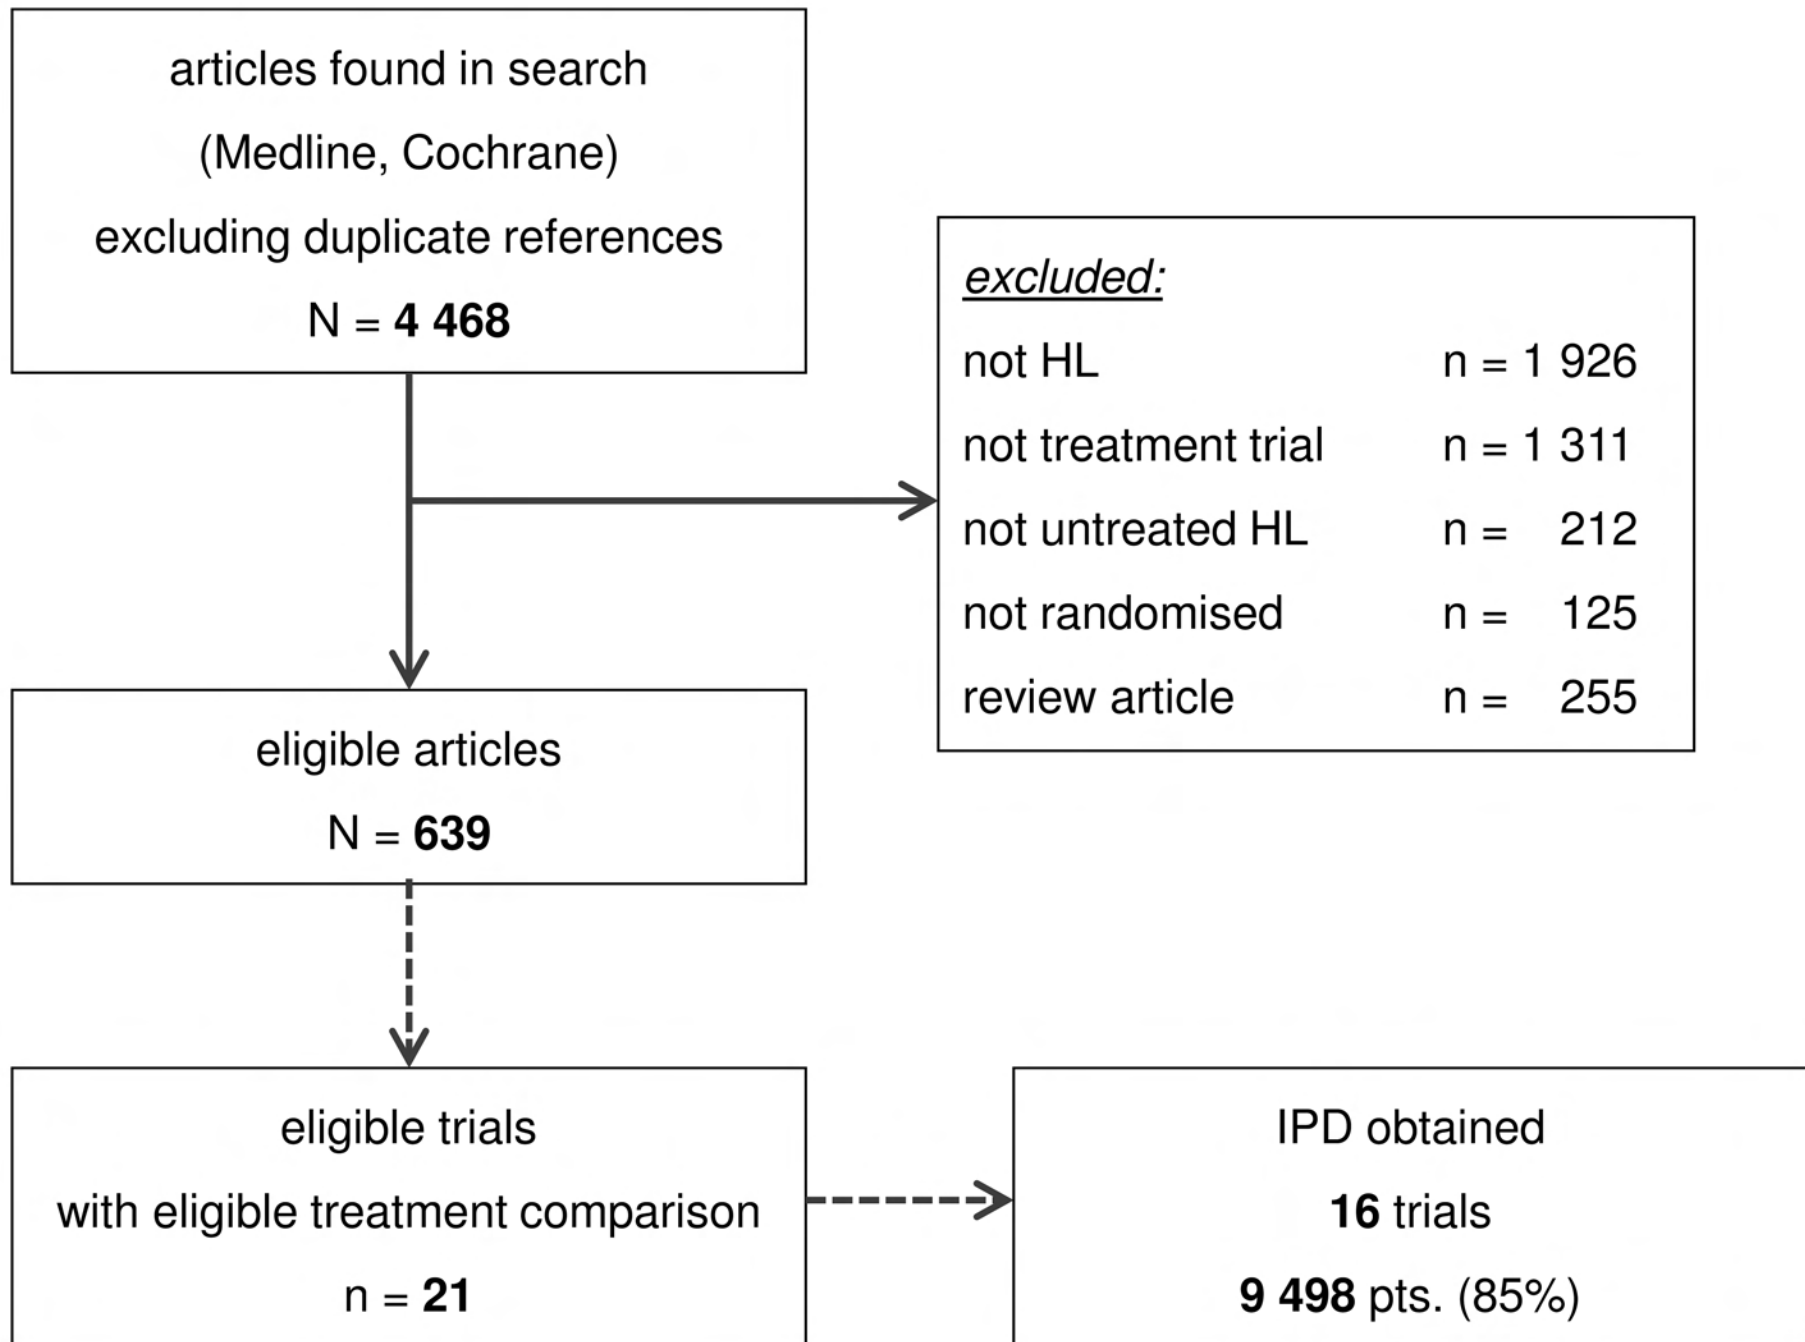 articles found in search
(Medline, Cochrane)
excluding duplicate references
N = 4 468
excluded:
not HL n = 1 926
not treatment trial n = 1 311
not untreated HL n = 212
not randomised n = 125
review article n = 255
eligible articles
N = 639
eligible trials
with eligible treatment comparison
n = 21
IPD obtained
16 trials
9 498 pts. (85%)